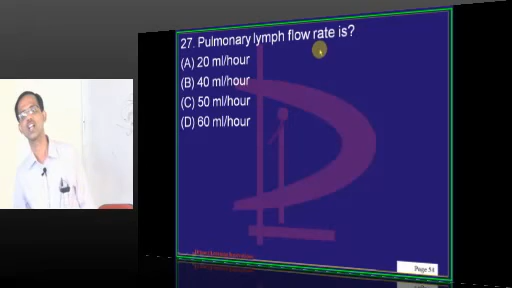 27. Pulmonary lymph flow rate is?
(A) 20 ml/hour
(B) 40 ml/hour
(C) 50 ml/hour
(D) 60 ml/hour
Page 54